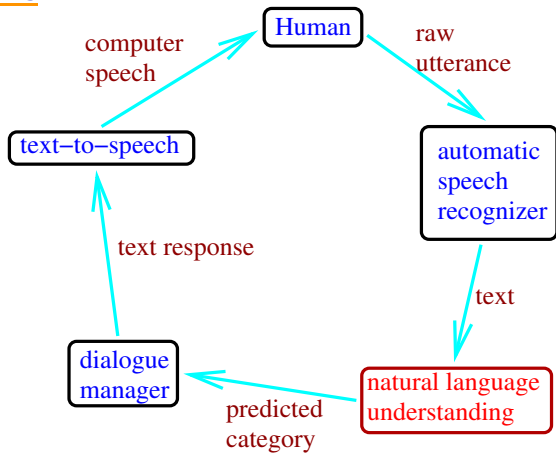 Human
raw
utterance
computer
speech
text–to–speech
automatic
speech
recognizer
text response
text
dialogue
manager
natural language
understanding
predicted
category